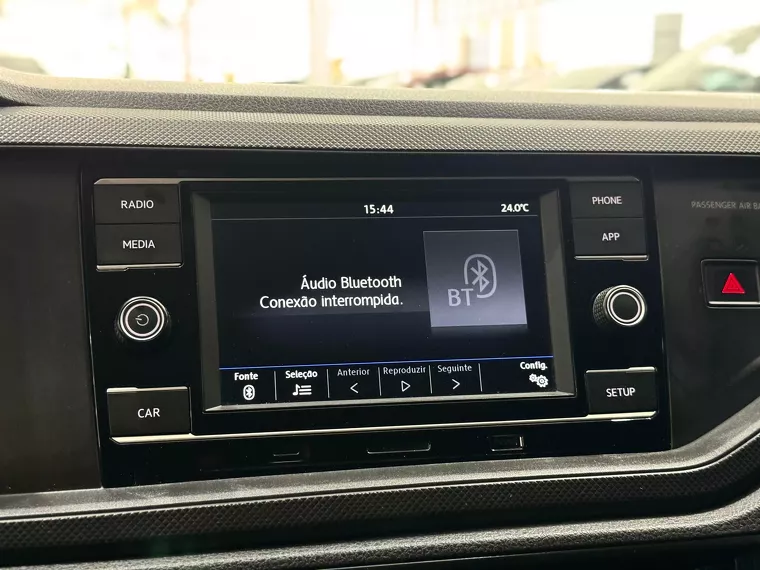 RADIO
MEDIA
CAR
15:44
24.0°C
Áudio Bluetooth
Conexão interrompida.
BT
Fonte
Seleção
Anterior
Reproduzir
Seguinte
Config.
PHONE
APP
SETUP
PASSENGER AIR